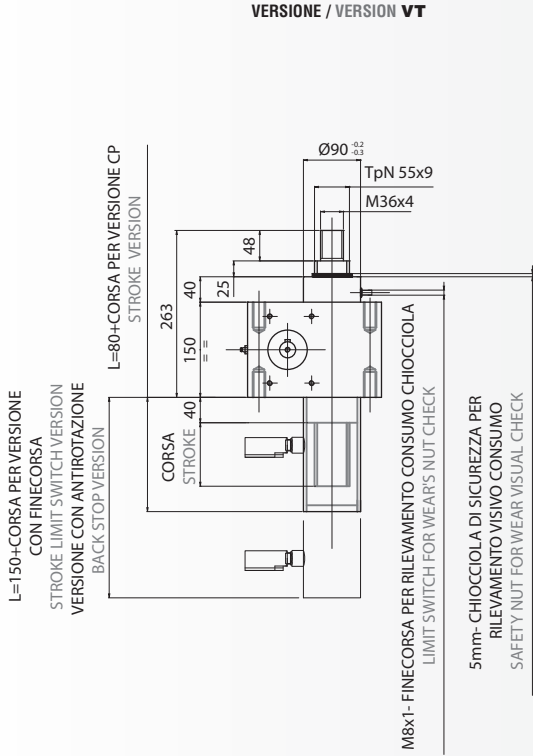 VERSIONE / VERSION VT
L=150+CORSA PER VERSIONE
CON FINECORSA
STROKE LIMIT SWITCH VERSION
VERSIONE CON ANTIROTAZIONE
BACK STOP VERSION
L=80+CORSA PER VERSIONE CP
STROKE VERSION
263
48
25
40
150
= =
40
CORSA
STROKE
Ø90 -0.2
-0.3
TpN 55x9
M36x4
M8x1- FINECORSA PER RILEVAMENTO CONSUMO CHIOCCIOLA
LIMIT SWITCH FOR WEAR'S NUT CHECK
5mm- CHIOCCIOLA DI SICUREZZA PER
RILEVAMENTO VISIVO CONSUMO
SAFETY NUT FOR WEAR VISUAL CHECK